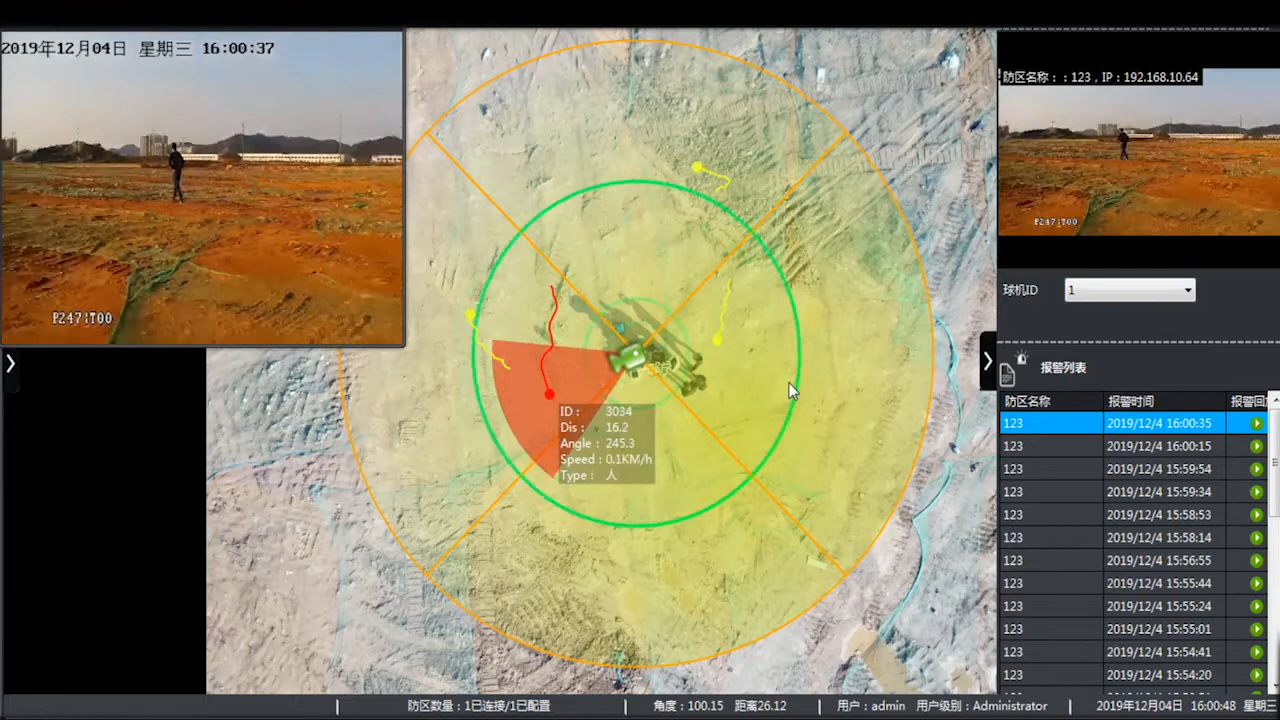 2019年12月04日 星期三 16:00:37
P247:T00
防区名称：：123，IP：192.168.10.64
P247:T00
球机ID 1
报警列表
防区名称 报警时间 报警回
123 2019/12/4 16:00:35
123 2019/12/4 16:00:15
123 2019/12/4 15:59:54
123 2019/12/4 15:59:34
123 2019/12/4 15:58:53
123 2019/12/4 15:58:14
123 2019/12/4 15:56:55
123 2019/12/4 15:55:44
123 2019/12/4 15:55:24
123 2019/12/4 15:55:01
123 2019/12/4 15:54:41
123 2019/12/4 15:54:20
ID： 3034
Dis： 16.2
Angle： 245.3
Speed：0.1KM/h
Type： 人
防区数量：1已连接/1已配置 角度：100.15 距离26.12 用户：admin 用户级别：Administrator 2019年12月04日 16:00:48 星期三